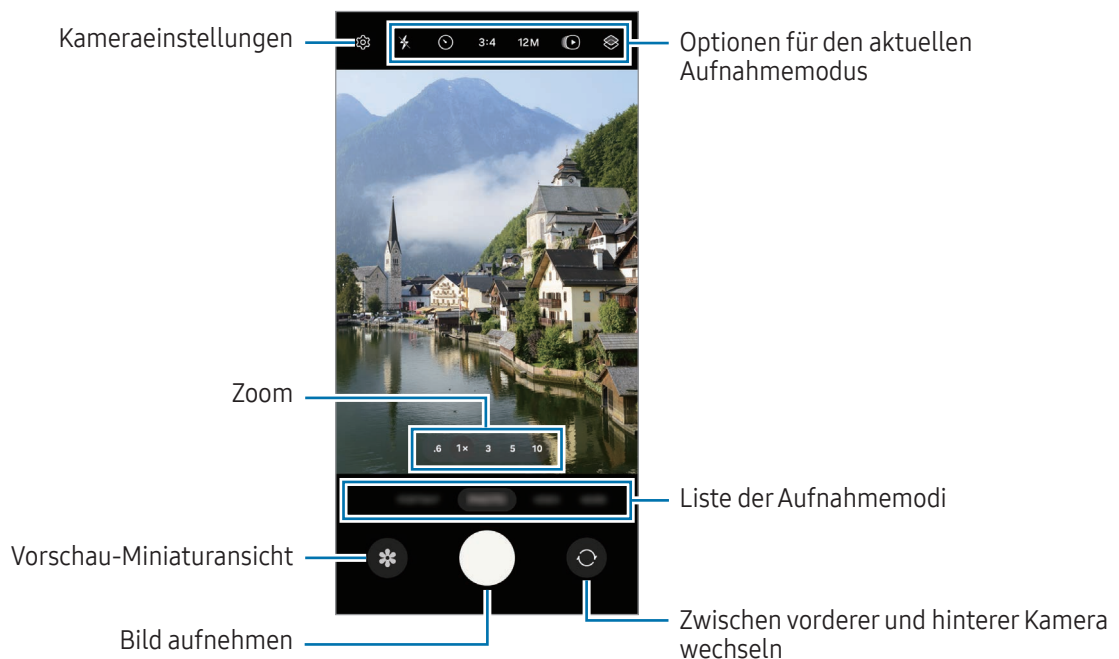 Kameraeinstellungen
3:4 12M
Optionen für den aktuellen
Aufnahmemodus
Zoom
.6 1× 3 5 10
Liste der Aufnahmemodi
Vorschau-Miniaturansicht
Bild aufnehmen
Zwischen vorderer und hinterer Kamera
wechseln